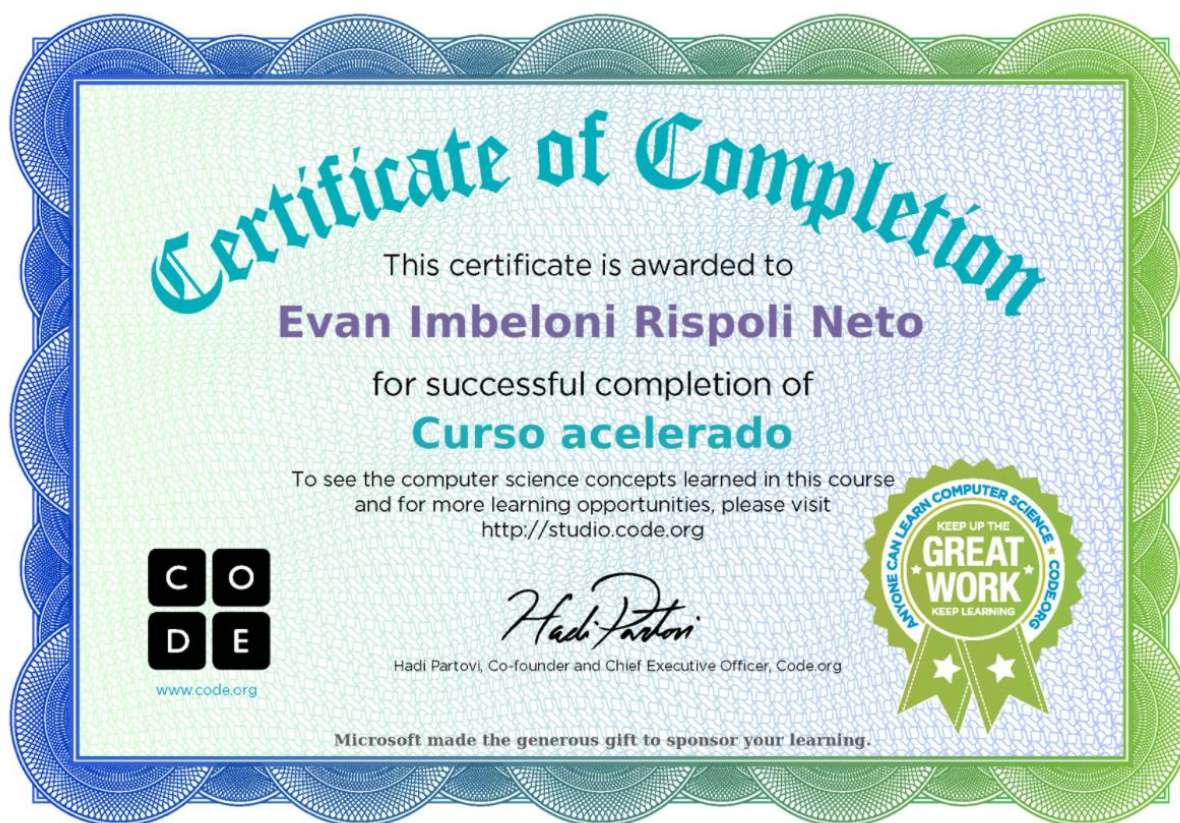 Certificate of Completion
This certificate is awarded to
Evan Imbeloni Rispoli Neto
for successful completion of
Curso acelerado
To see the computer science concepts learned in this course
and for more learning opportunities, please visit
http://studio.code.org
C O
D E
www.code.org
Hadi Partovi
Hadi Partovi, Co-founder and Chief Executive Officer, Code.org
ANYONE CAN LEARN COMPUTER SCIENCE ★ CODE.ORG
KEEP UP THE
GREAT
WORK
KEEP LEARNING
Microsoft made the generous gift to sponsor your learning.